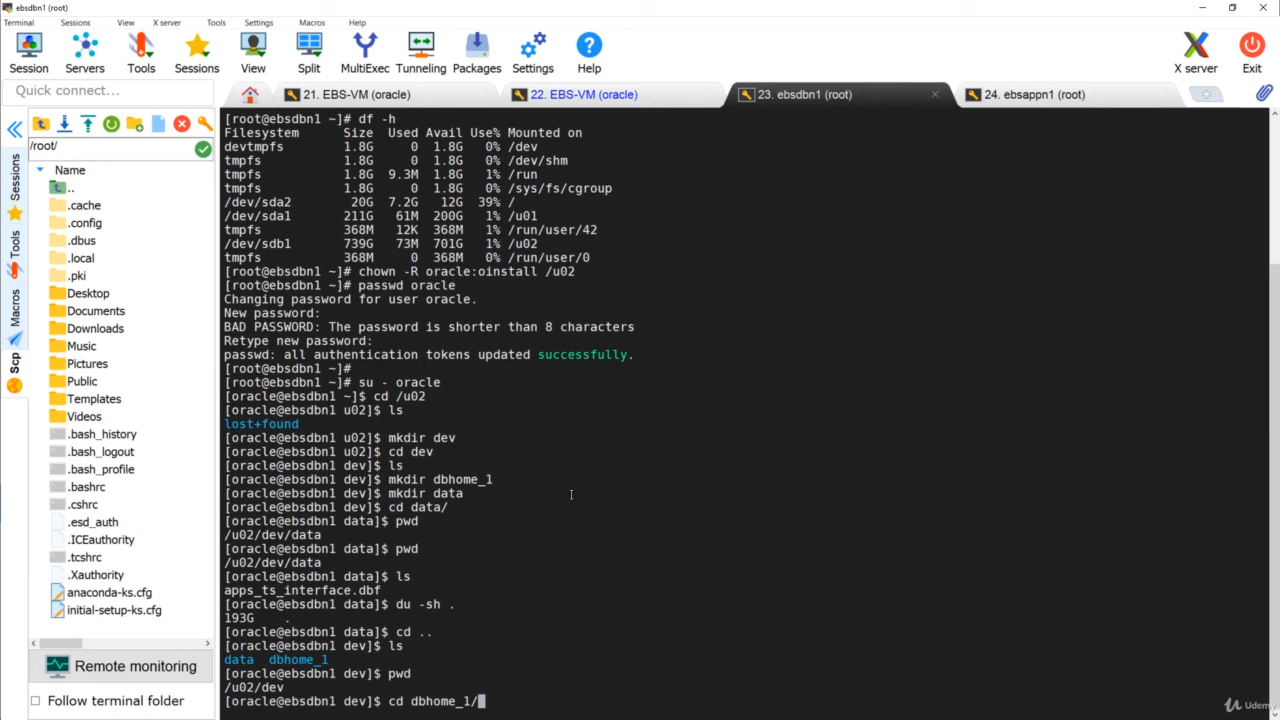 ebsdbn1 (root)
Terminal Sessions View X server Tools Settings Macros Help
Session Servers Tools Sessions View Split MultiExec Tunneling Packages Settings Help X server Exit
Quick connect...
21. EBS-VM (oracle) 22. EBS-VM (oracle) 23. ebsdbn1 (root) 24. ebsappn1 (root)
Sessions
Tools
Macros
Scp
/root/
Name
..
.cache
.config
.dbus
.local
.pki
Desktop
Documents
Downloads
Music
Pictures
Public
Templates
Videos
.bash_history
.bash_logout
.bash_profile
.bashrc
.cshrc
.esd_auth
.ICEauthority
.tcshrc
.Xauthority
anaconda-ks.cfg
initial-setup-ks.cfg
Remote monitoring
Follow terminal folder
[root@ebsdbn1 ~]# df -h
Filesystem Size Used Avail Use% Mounted on
devtmpfs 1.8G 0 1.8G 0% /dev
tmpfs 1.8G 0 1.8G 0% /dev/shm
tmpfs 1.8G 9.3M 1.8G 1% /run
tmpfs 1.8G 0 1.8G 0% /sys/fs/cgroup
/dev/sda2 20G 7.2G 12G 39% /
/dev/sda1 211G 61M 200G 1% /u01
tmpfs 368M 12K 368M 1% /run/user/42
/dev/sdb1 739G 73M 701G 1% /u02
tmpfs 368M 0 368M 0% /run/user/0
[root@ebsdbn1 ~]# chown -R oracle:oinstall /u02
[root@ebsdbn1 ~]# passwd oracle
Changing password for user oracle.
New password:
BAD PASSWORD: The password is shorter than 8 characters
Retype new password:
passwd: all authentication tokens updated successfully.
[root@ebsdbn1 ~]#
[root@ebsdbn1 ~]# su - oracle
[oracle@ebsdbn1 ~]$ cd /u02
[oracle@ebsdbn1 u02]$ ls
lost+found
[oracle@ebsdbn1 u02]$ mkdir dev
[oracle@ebsdbn1 u02]$ cd dev
[oracle@ebsdbn1 dev]$ ls
[oracle@ebsdbn1 dev]$ mkdir dbhome_1
[oracle@ebsdbn1 dev]$ mkdir data
[oracle@ebsdbn1 dev]$ cd data/
[oracle@ebsdbn1 data]$ pwd
/u02/dev/data
[oracle@ebsdbn1 data]$ pwd
/u02/dev/data
[oracle@ebsdbn1 data]$ ls
apps_ts_interface.dbf
[oracle@ebsdbn1 data]$ du -sh .
193G .
[oracle@ebsdbn1 data]$ cd ..
[oracle@ebsdbn1 dev]$ ls
data dbhome_1
[oracle@ebsdbn1 dev]$ pwd
/u02/dev
[oracle@ebsdbn1 dev]$ cd dbhome_1/
Udemy